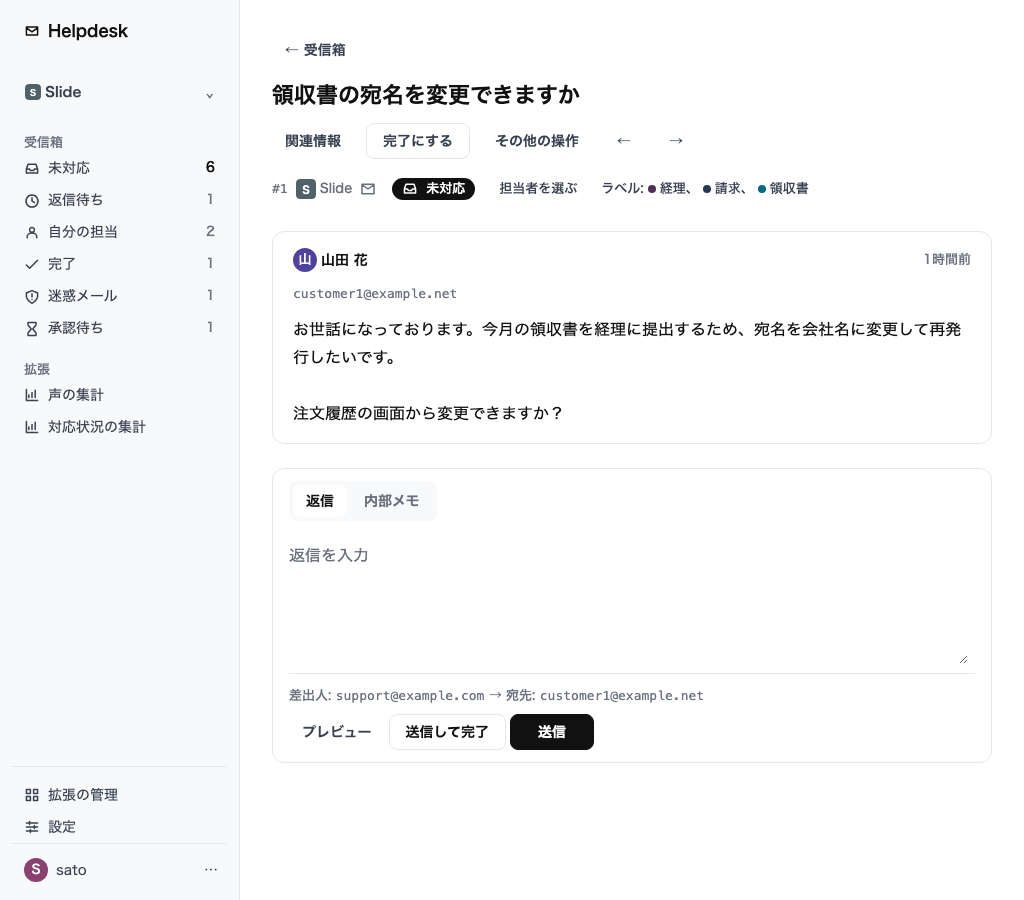 Helpdesk
S Slide
受信箱
未対応 6
返信待ち 1
自分の担当 2
完了 1
迷惑メール 1
承認待ち 1
拡張
声の集計
対応状況の集計
拡張の管理
設定
S sato ...
← 受信箱
領収書の宛名を変更できますか
関連情報 完了にする その他の操作 ← →
#1 S Slide 未対応 担当者を選ぶ ラベル: 経理、 請求、 領収書
山 山田 花 1時間前
customer1@example.net
お世話になっております。今月の領収書を経理に提出するため、宛名を会社名に変更して再発
行したいです。
注文履歴の画面から変更できますか？
返信 内部メモ
返信を入力
差出人: support@example.com → 宛先: customer1@example.net
プレビュー 送信して完了 送信